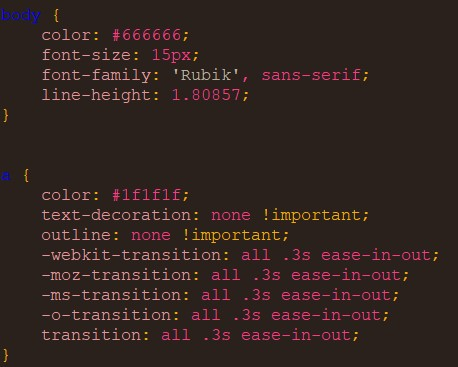 body {
    color: #666666;
    font-size: 15px;
    font-family: 'Rubik', sans-serif;
    line-height: 1.80857;
}
a {
    color: #1f1f1f;
    text-decoration: none !important;
    outline: none !important;
    -webkit-transition: all .3s ease-in-out;
    -moz-transition: all .3s ease-in-out;
    -ms-transition: all .3s ease-in-out;
    -o-transition: all .3s ease-in-out;
    transition: all .3s ease-in-out;
}